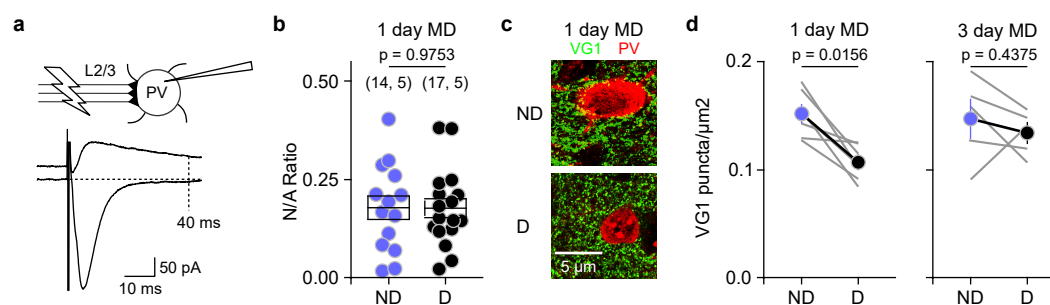 a
L2/3
PV
40 ms
50 pA
10 ms
b
1 day MD
p = 0.9753
(14, 5) (17, 5)
N/A Ratio
0.50
0.25
0.00
ND D
c
1 day MD
VG1 PV
ND
D
5 μm
d
1 day MD
p = 0.0156
VG1 puncta/μm2
0.2
0.1
0.0
ND D
3 day MD
p = 0.4375
ND D